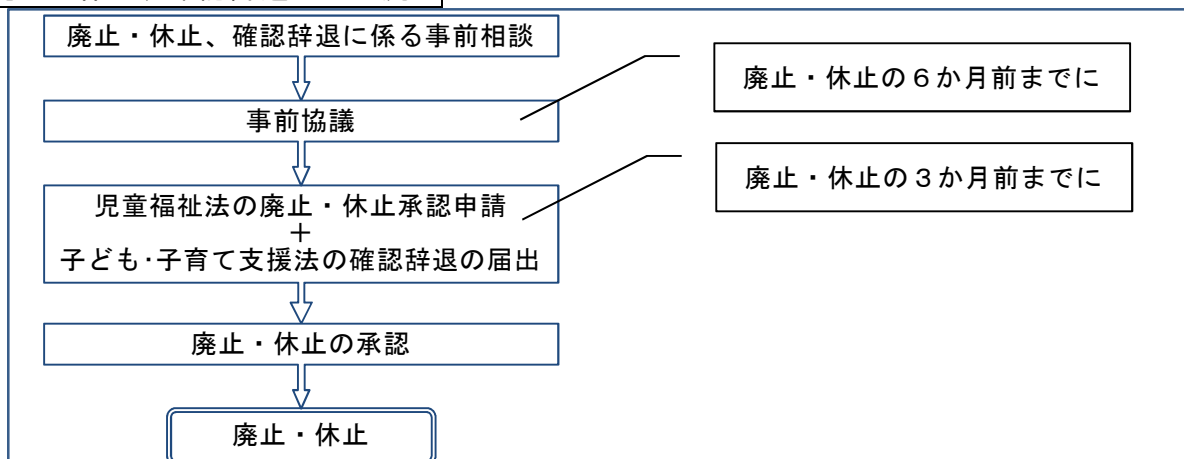 廃止・休止、確認辞退に係る事前相談
廃止・休止の６か月前までに
事前協議
廃止・休止の３か月前までに
児童福祉法の廃止・休止承認申請
＋
子ども･子育て支援法の確認辞退の届出
廃止・休止の承認
廃止・休止